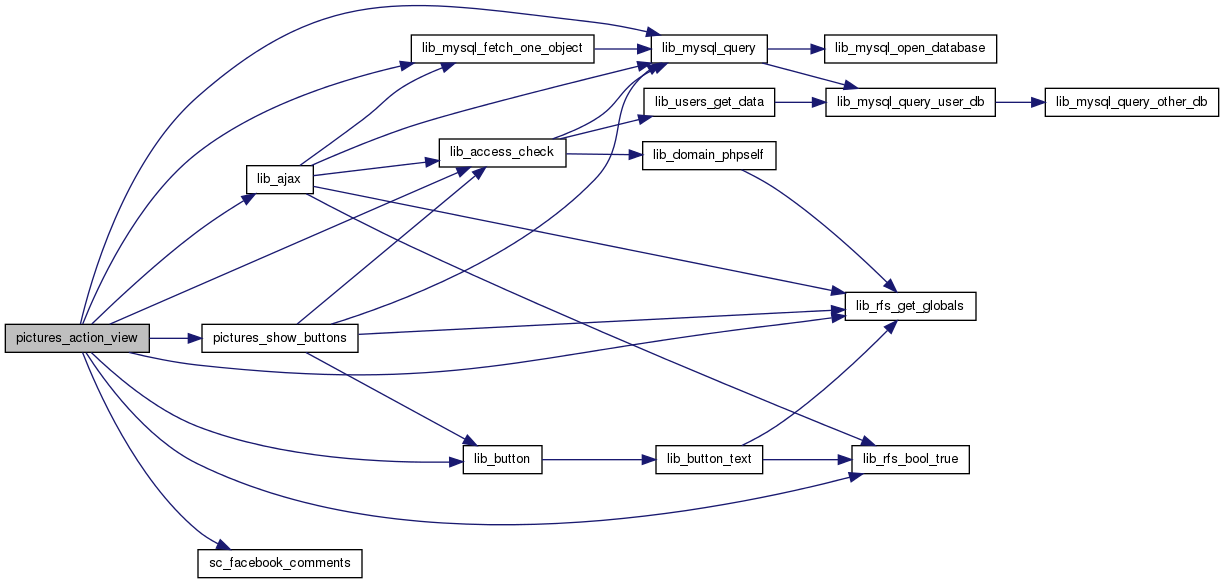 lib_mysql_fetch_one_object
lib_mysql_query
lib_mysql_open_database
lib_users_get_data
lib_mysql_query_user_db
lib_mysql_query_other_db
lib_access_check
lib_domain_phpself
lib_ajax
lib_rfs_get_globals
pictures_action_view
pictures_show_buttons
lib_button
lib_button_text
lib_rfs_bool_true
sc_facebook_comments